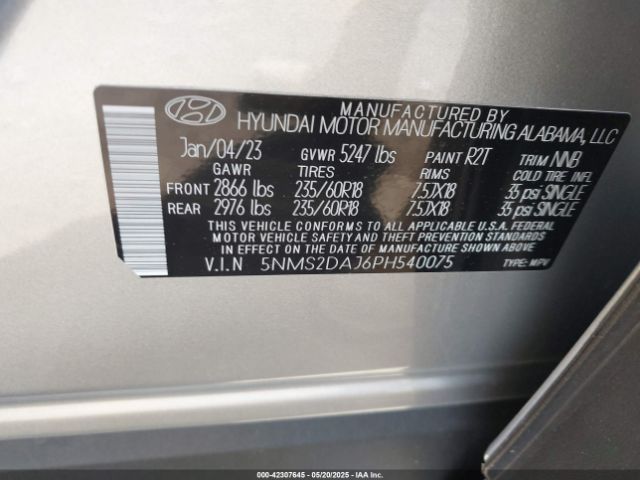 MANUFACTURED BY
HYUNDAI MOTOR MANUFACTURING ALABAMA, LLC
Jan/04/23 GVWR 5247 lbs PAINT R2T TRIM NNB
GAWR TIRES RIMS COLD TIRE INFL
FRONT 2866 lbs 235/60R18 7.5JX18 35 psi SINGLE
REAR 2976 lbs 235/60R18 7.5JX18 35 psi SINGLE
THIS VEHICLE CONFORMS TO ALL APPLICABLE U.S.A. FEDERAL
MOTOR VEHICLE SAFETY AND THEFT PREVENTION STANDARDS
IN EFFECT ON THE DATE OF MANUFACTURE SHOWN ABOVE.
V.I.N 5NMS2DAJ6PH540075 TYPE: MPV
000-42307645 - 05/20/2025 - IAA, Inc.